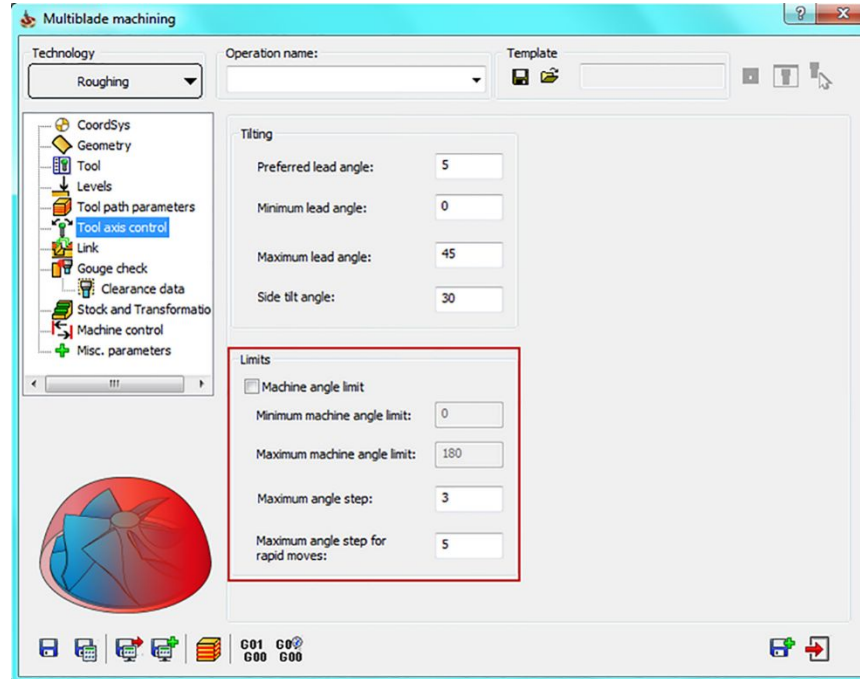 Multiblade machining
Technology
Roughing
Operation name:
Template
CoordSys
Geometry
Tool
Levels
Tool path parameters
Tool axis control
Link
Gouge check
Clearance data
Stock and Transformatio
Machine control
Misc. parameters
Tilting
Preferred lead angle: 5
Minimum lead angle: 0
Maximum lead angle: 45
Side tilt angle: 30
Limits
Machine angle limit
Minimum machine angle limit: 0
Maximum machine angle limit: 180
Maximum angle step: 3
Maximum angle step for
rapid moves: 5
G01 G0
G00 G00